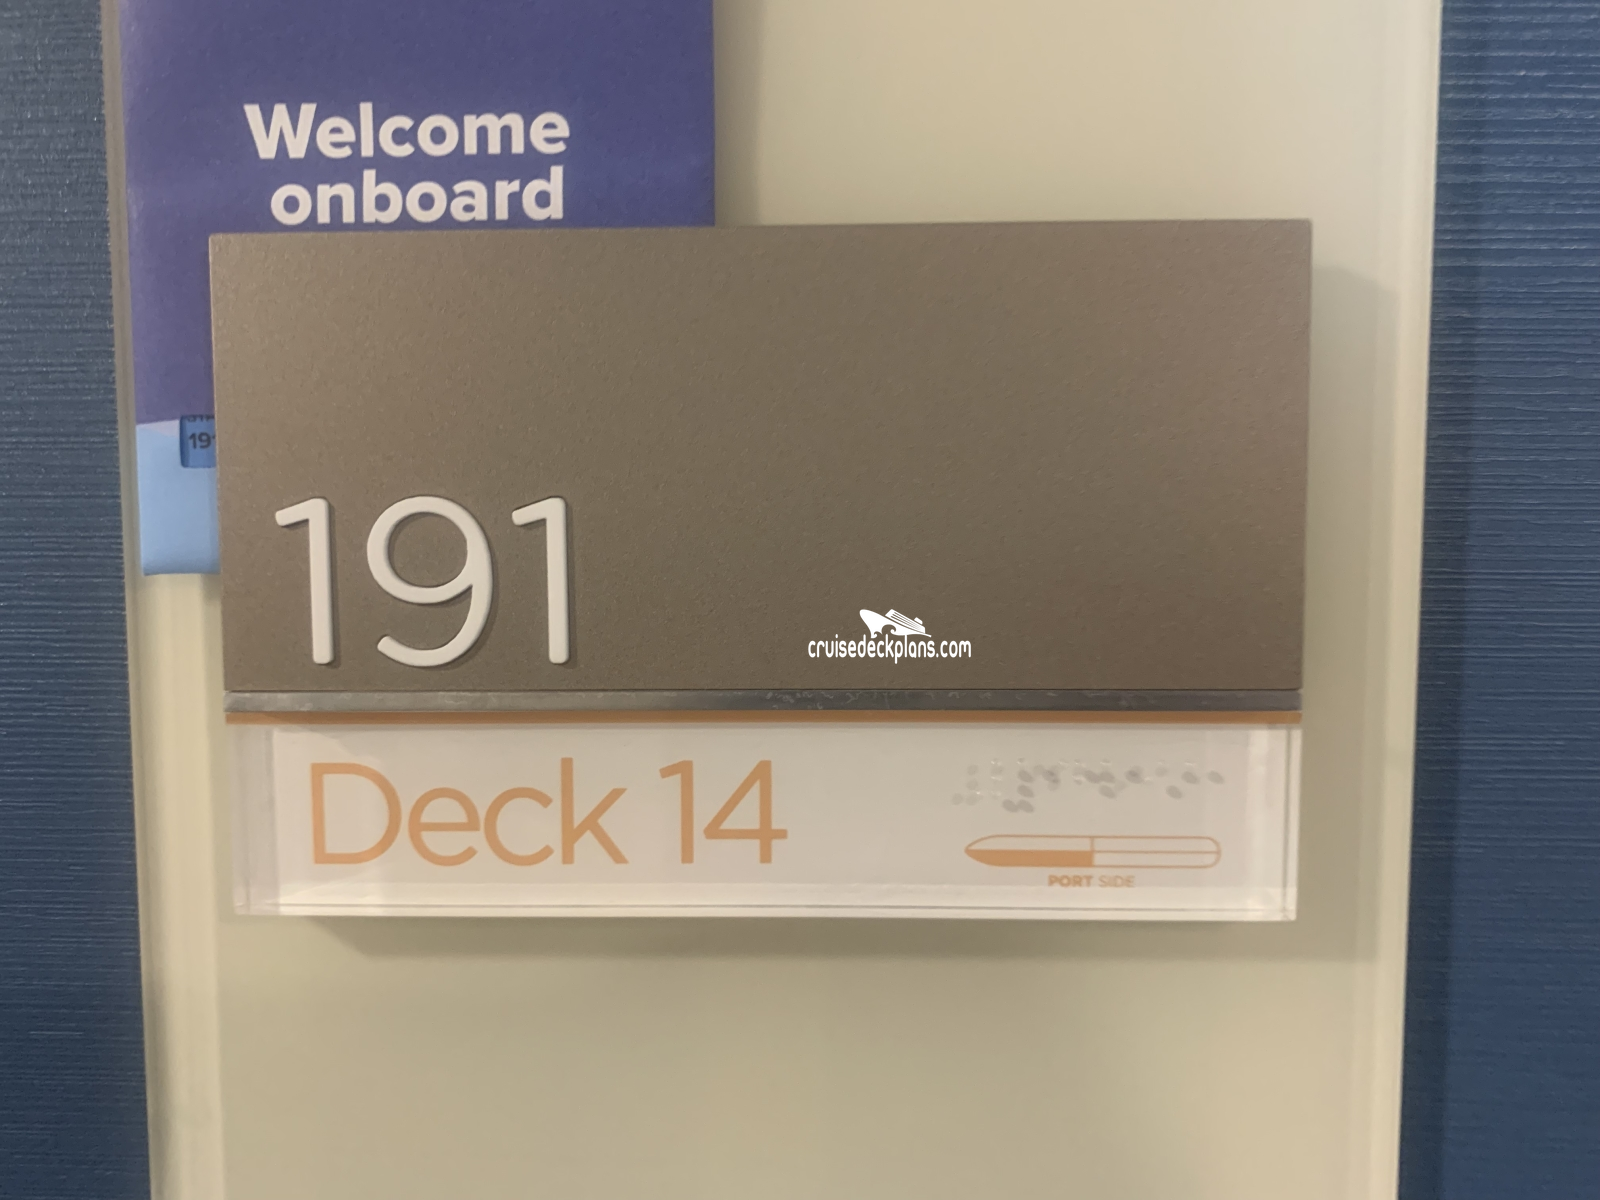 Welcome
onboard
191
cruisedeckplans.com
Deck 14
PORT SIDE